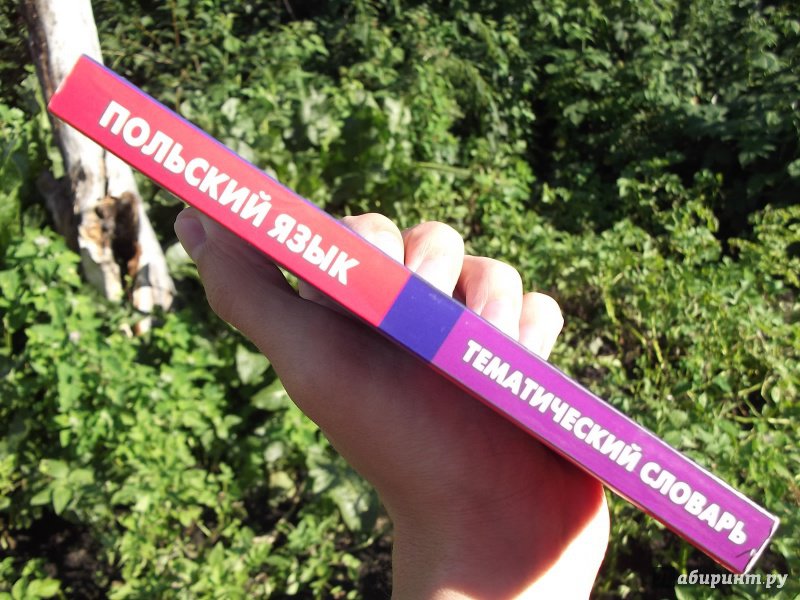 ПОЛЬСКИЙ ЯЗЫК
ТЕМАТИЧЕСКИЙ СЛОВАРЬ
абиринт.ру